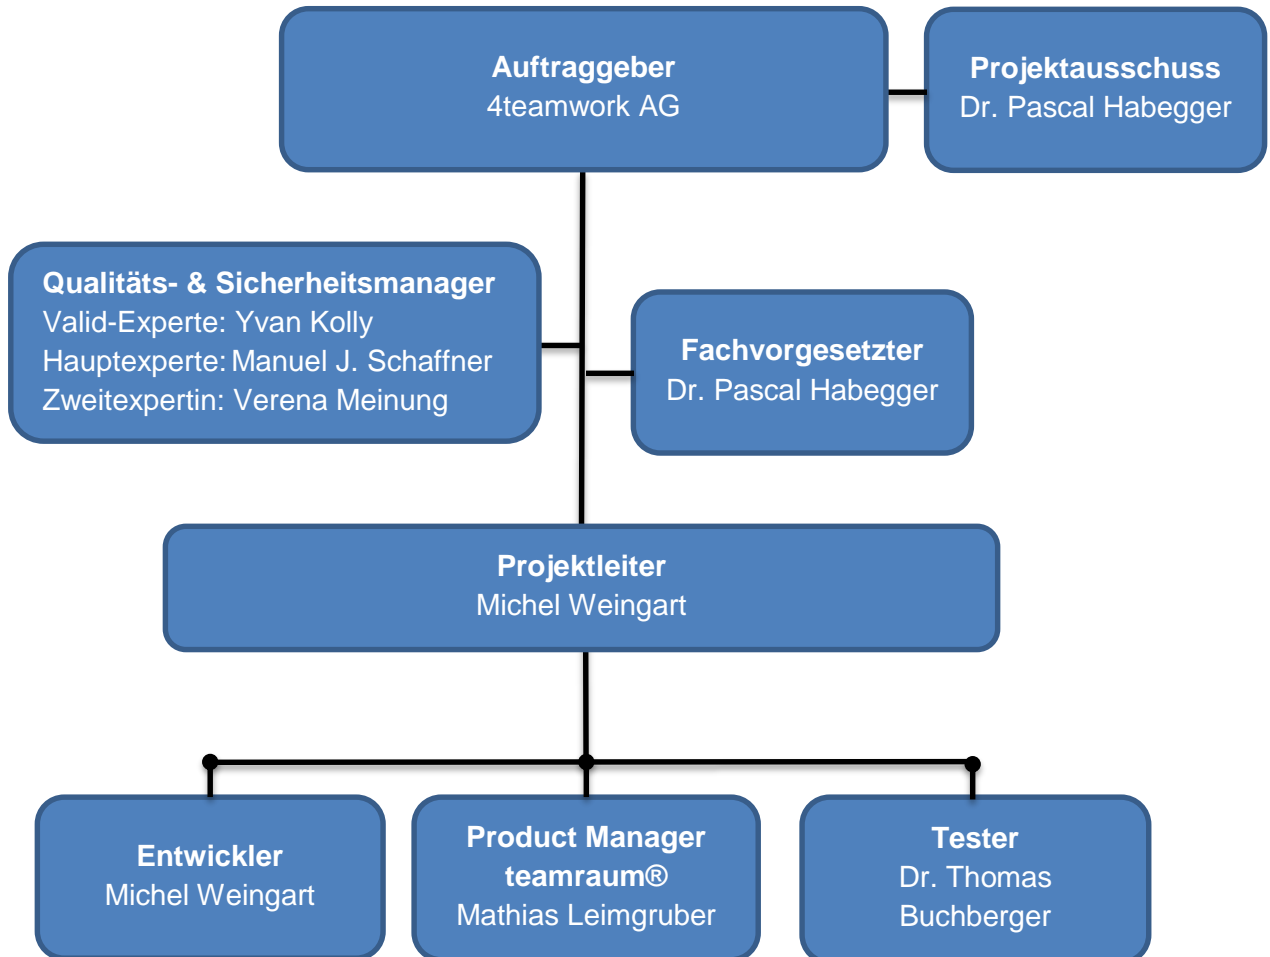 Auftraggeber
4teamwork AG
Projektausschuss
Dr. Pascal Habegger
Qualitäts- & Sicherheitsmanager
Valid-Experte: Yvan Kolly
Hauptexperte: Manuel J. Schaffner
Zweitexpertin: Verena Meinung
Fachvorgesetzter
Dr. Pascal Habegger
Projektleiter
Michel Weingart
Entwickler
Michel Weingart
Product Manager
teamraum®
Mathias Leimgruber
Tester
Dr. Thomas
Buchberger